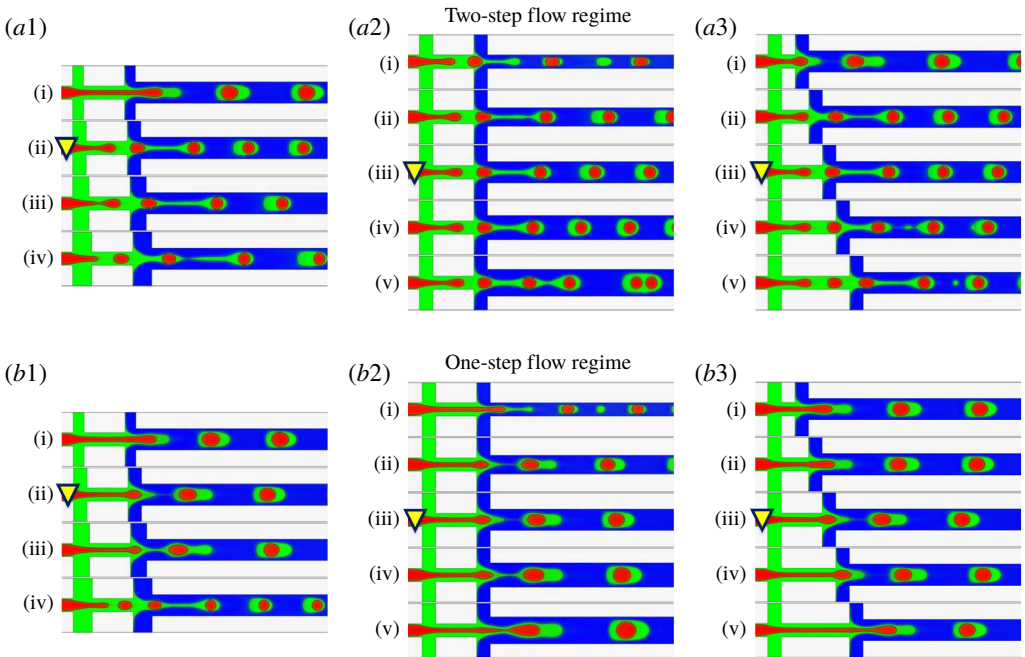 Two-step flow regime
(a1) (a2) (a3)
(i) (i) (i)
(ii) (ii) (ii)
(iii) (iii) (iii)
(iv) (iv) (iv)
(v) (v)
One-step flow regime
(b1) (b2) (b3)
(i) (i) (i)
(ii) (ii) (ii)
(iii) (iii) (iii)
(iv) (iv) (iv)
(v) (v)